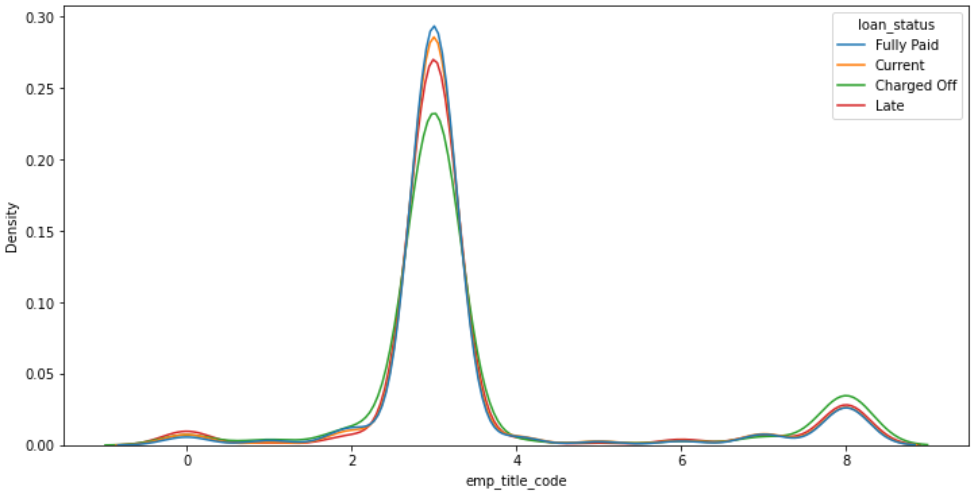 0.30
0.25
0.20
0.15
0.10
0.05
0.00
Density
0 2 4 6 8
emp_title_code
loan_status
Fully Paid
Current
Charged Off
Late